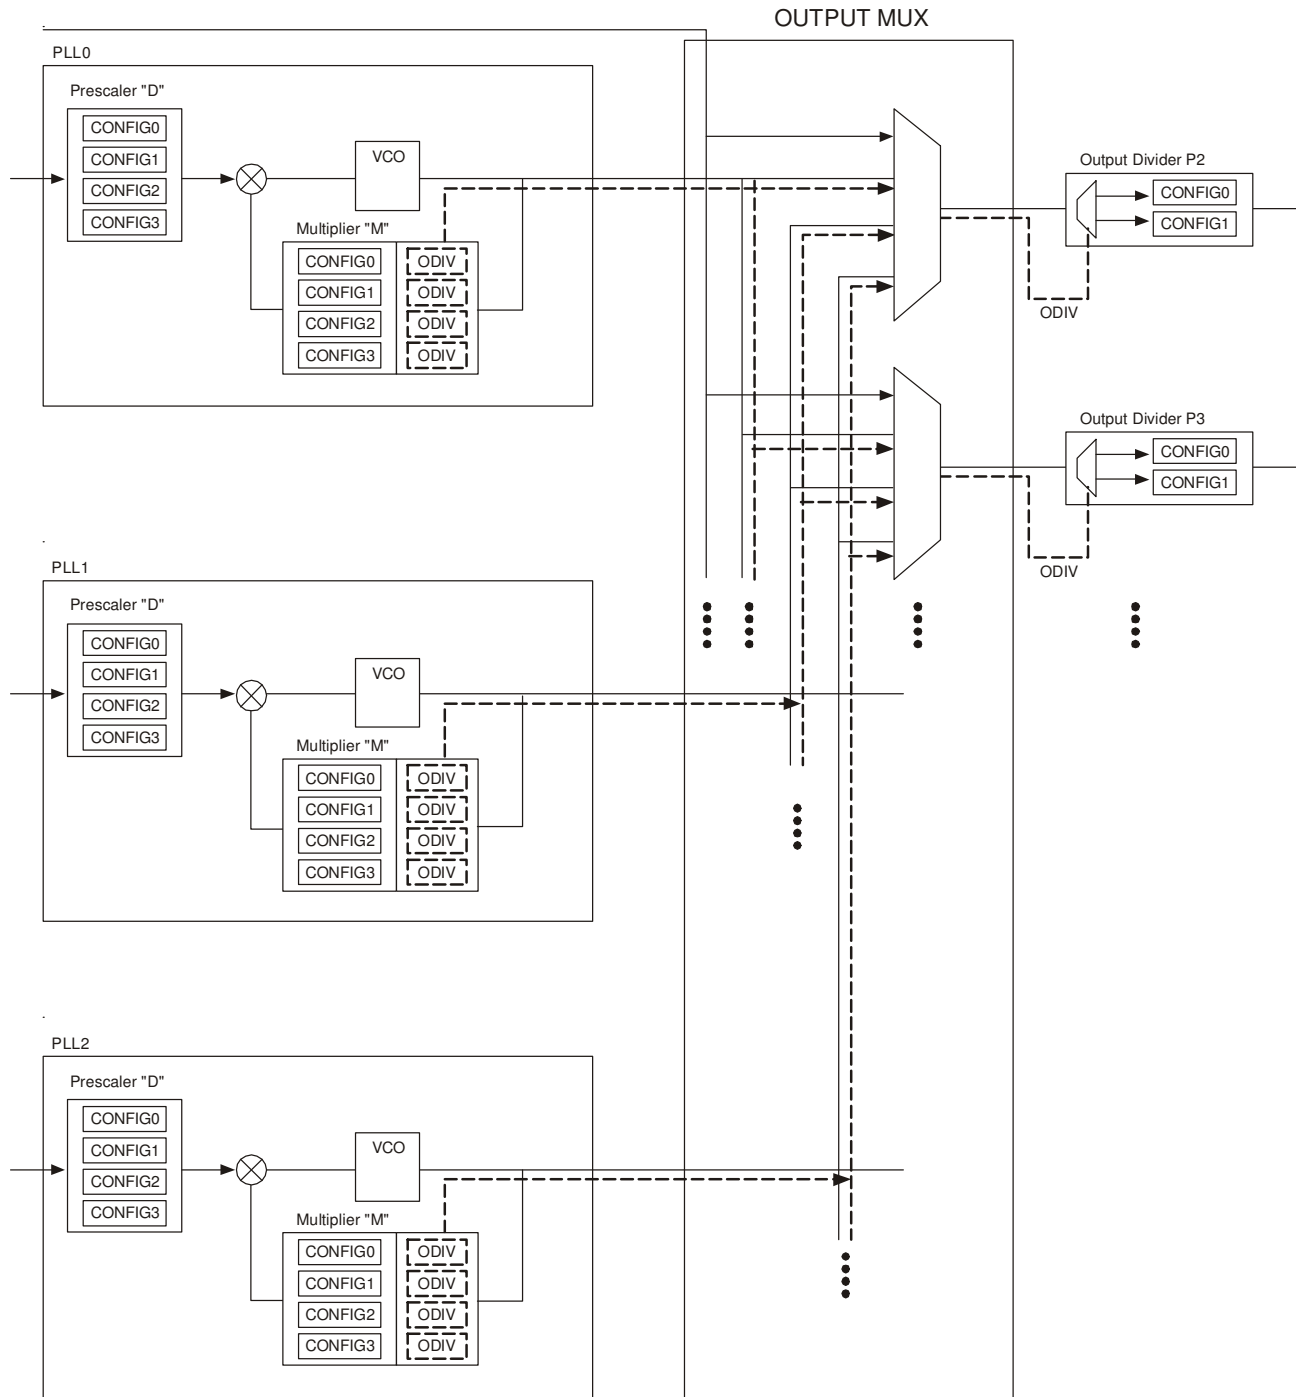 OUTPUT MUX
PLL0
Prescaler "D"
CONFIG0
CONFIG1
CONFIG2
CONFIG3
VCO
Multiplier "M"
CONFIG0 ODIV
CONFIG1 ODIV
CONFIG2 ODIV
CONFIG3 ODIV
Output Divider P2
CONFIG0
CONFIG1
ODIV
Output Divider P3
CONFIG0
CONFIG1
ODIV
PLL1
Prescaler "D"
CONFIG0
CONFIG1
CONFIG2
CONFIG3
VCO
Multiplier "M"
CONFIG0 ODIV
CONFIG1 ODIV
CONFIG2 ODIV
CONFIG3 ODIV
PLL2
Prescaler "D"
CONFIG0
CONFIG1
CONFIG2
CONFIG3
VCO
Multiplier "M"
CONFIG0 ODIV
CONFIG1 ODIV
CONFIG2 ODIV
CONFIG3 ODIV